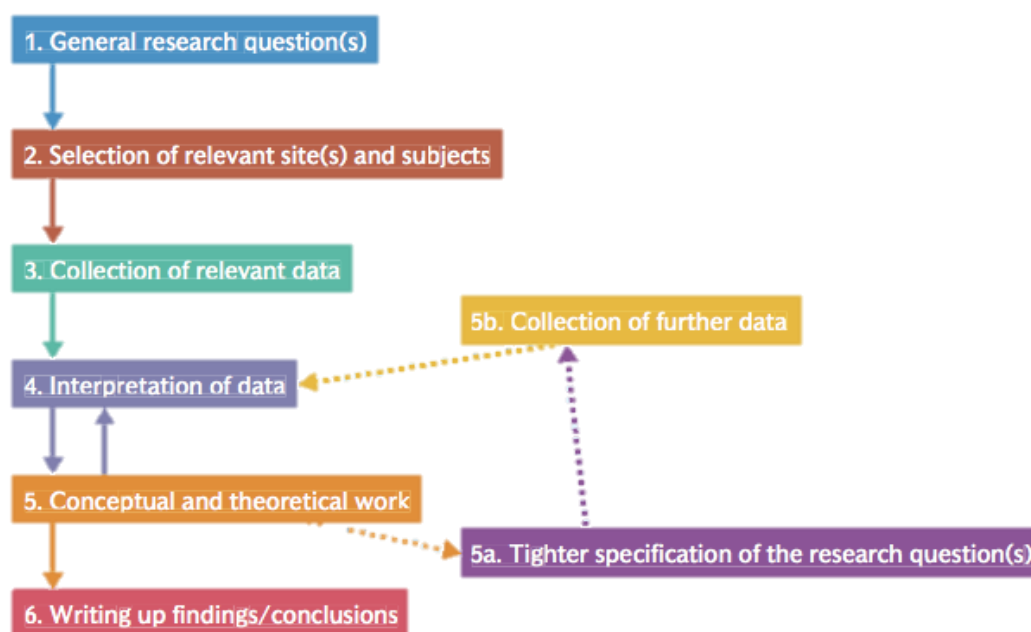 1. General research question(s)
2. Selection of relevant site(s) and subjects
3. Collection of relevant data
5b. Collection of further data
4. Interpretation of data
5. Conceptual and theoretical work
5a. Tighter specification of the research question(s)
6. Writing up findings/conclusions